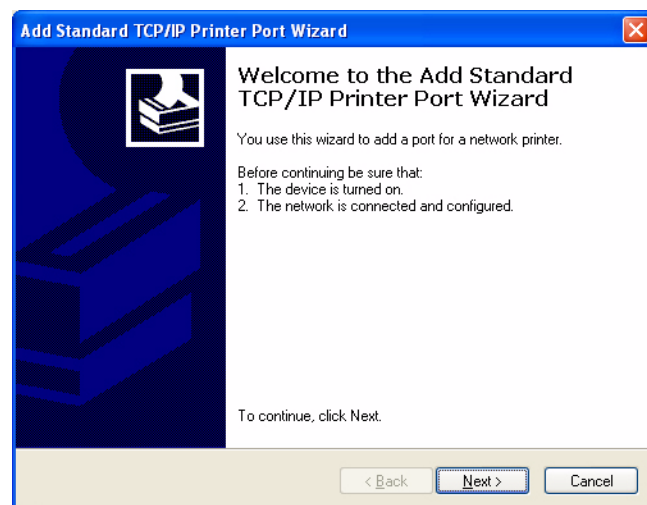 Add Standard TCP/IP Printer Port Wizard
Welcome to the Add Standard
TCP/IP Printer Port Wizard
You use this wizard to add a port for a network printer.
Before continuing be sure that:
1. The device is turned on.
2. The network is connected and configured.
To continue, click Next.
< Back
Next >
Cancel